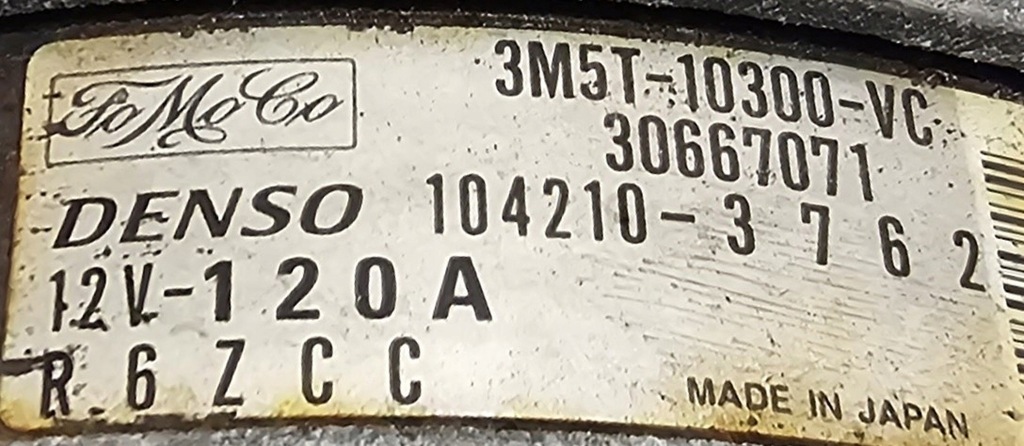 FoMoCo
3M5T-10300-VC
30667071
DENSO 104210-3762
12V-120A
R6ZCC
MADE IN JAPAN